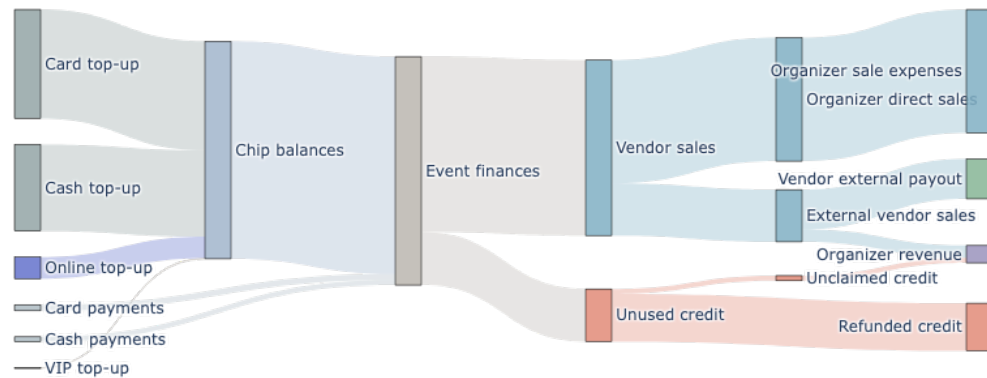 Card top-up
Cash top-up
Online top-up
Card payments
Cash payments
VIP top-up
Chip balances
Event finances
Vendor sales
Unused credit
Organizer direct sales
External vendor sales
Unclaimed credit
Organizer sale expenses
Vendor external payout
Organizer revenue
Refunded credit